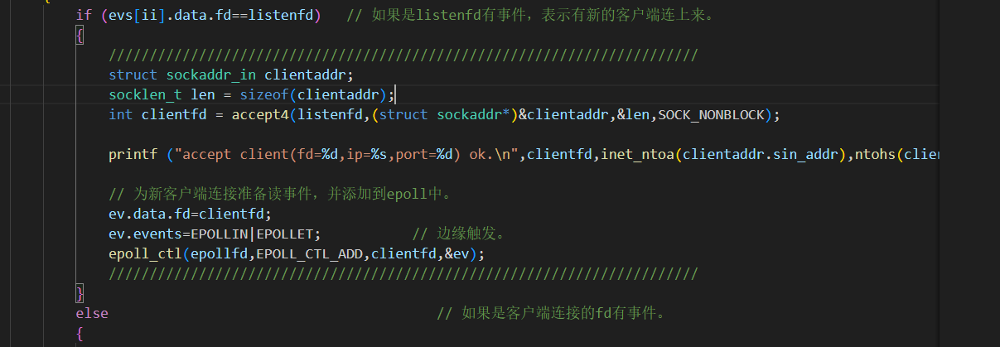 {
if (evs[ii].data.fd==listenfd)   // 如果是listenfd有事件，表示有新的客户端连上来。
{
////////////////////////////////////////////////////////////////////////
struct sockaddr_in clientaddr;
socklen_t len = sizeof(clientaddr);
int clientfd = accept4(listenfd,(struct sockaddr*)&clientaddr,&len,SOCK_NONBLOCK);
printf ("accept client(fd=%d,ip=%s,port=%d) ok.\n",clientfd,inet_ntoa(clientaddr.sin_addr),ntohs(clien
// 为新客户端连接准备读事件，并添加到epoll中。
ev.data.fd=clientfd;
ev.events=EPOLLIN|EPOLLET;           // 边缘触发。
epoll_ctl(epollfd,EPOLL_CTL_ADD,clientfd,&ev);
////////////////////////////////////////////////////////////////////////
}
else                                        // 如果是客户端连接的fd有事件。
{